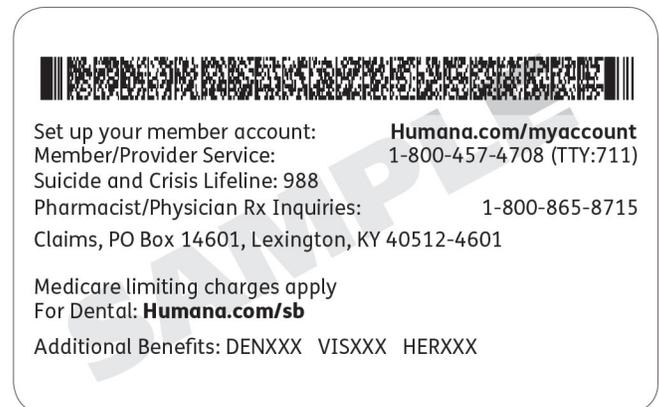 Set up your member account: Humana.com/myaccount
Member/Provider Service: 1-800-457-4708 (TTY:711)
Suicide and Crisis Lifeline: 988
Pharmacist/Physician Rx Inquiries: 1-800-865-8715
Claims, PO Box 14601, Lexington, KY 40512-4601
Medicare limiting charges apply
For Dental: Humana.com/sb
Additional Benefits: DENXXX VISXXX HERXXX
SAMPLE